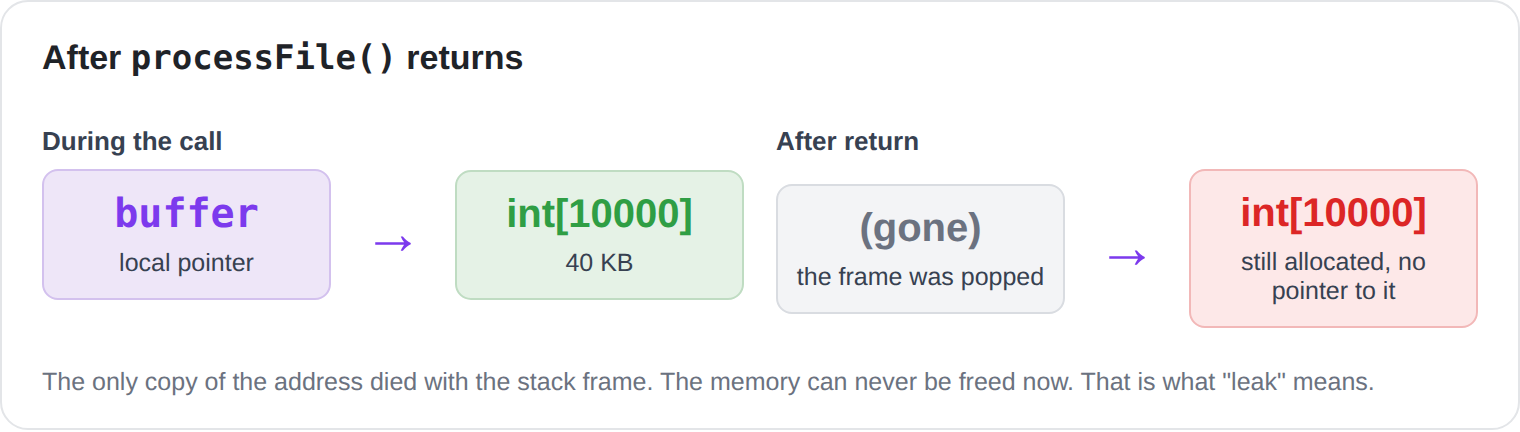 After processFile() returns
During the call
buffer
local pointer
→
int[10000]
40 KB
After return
(gone)
the frame was popped
→
int[10000]
still allocated, no
pointer to it
The only copy of the address died with the stack frame. The memory can never be freed now. That is what "leak" means.